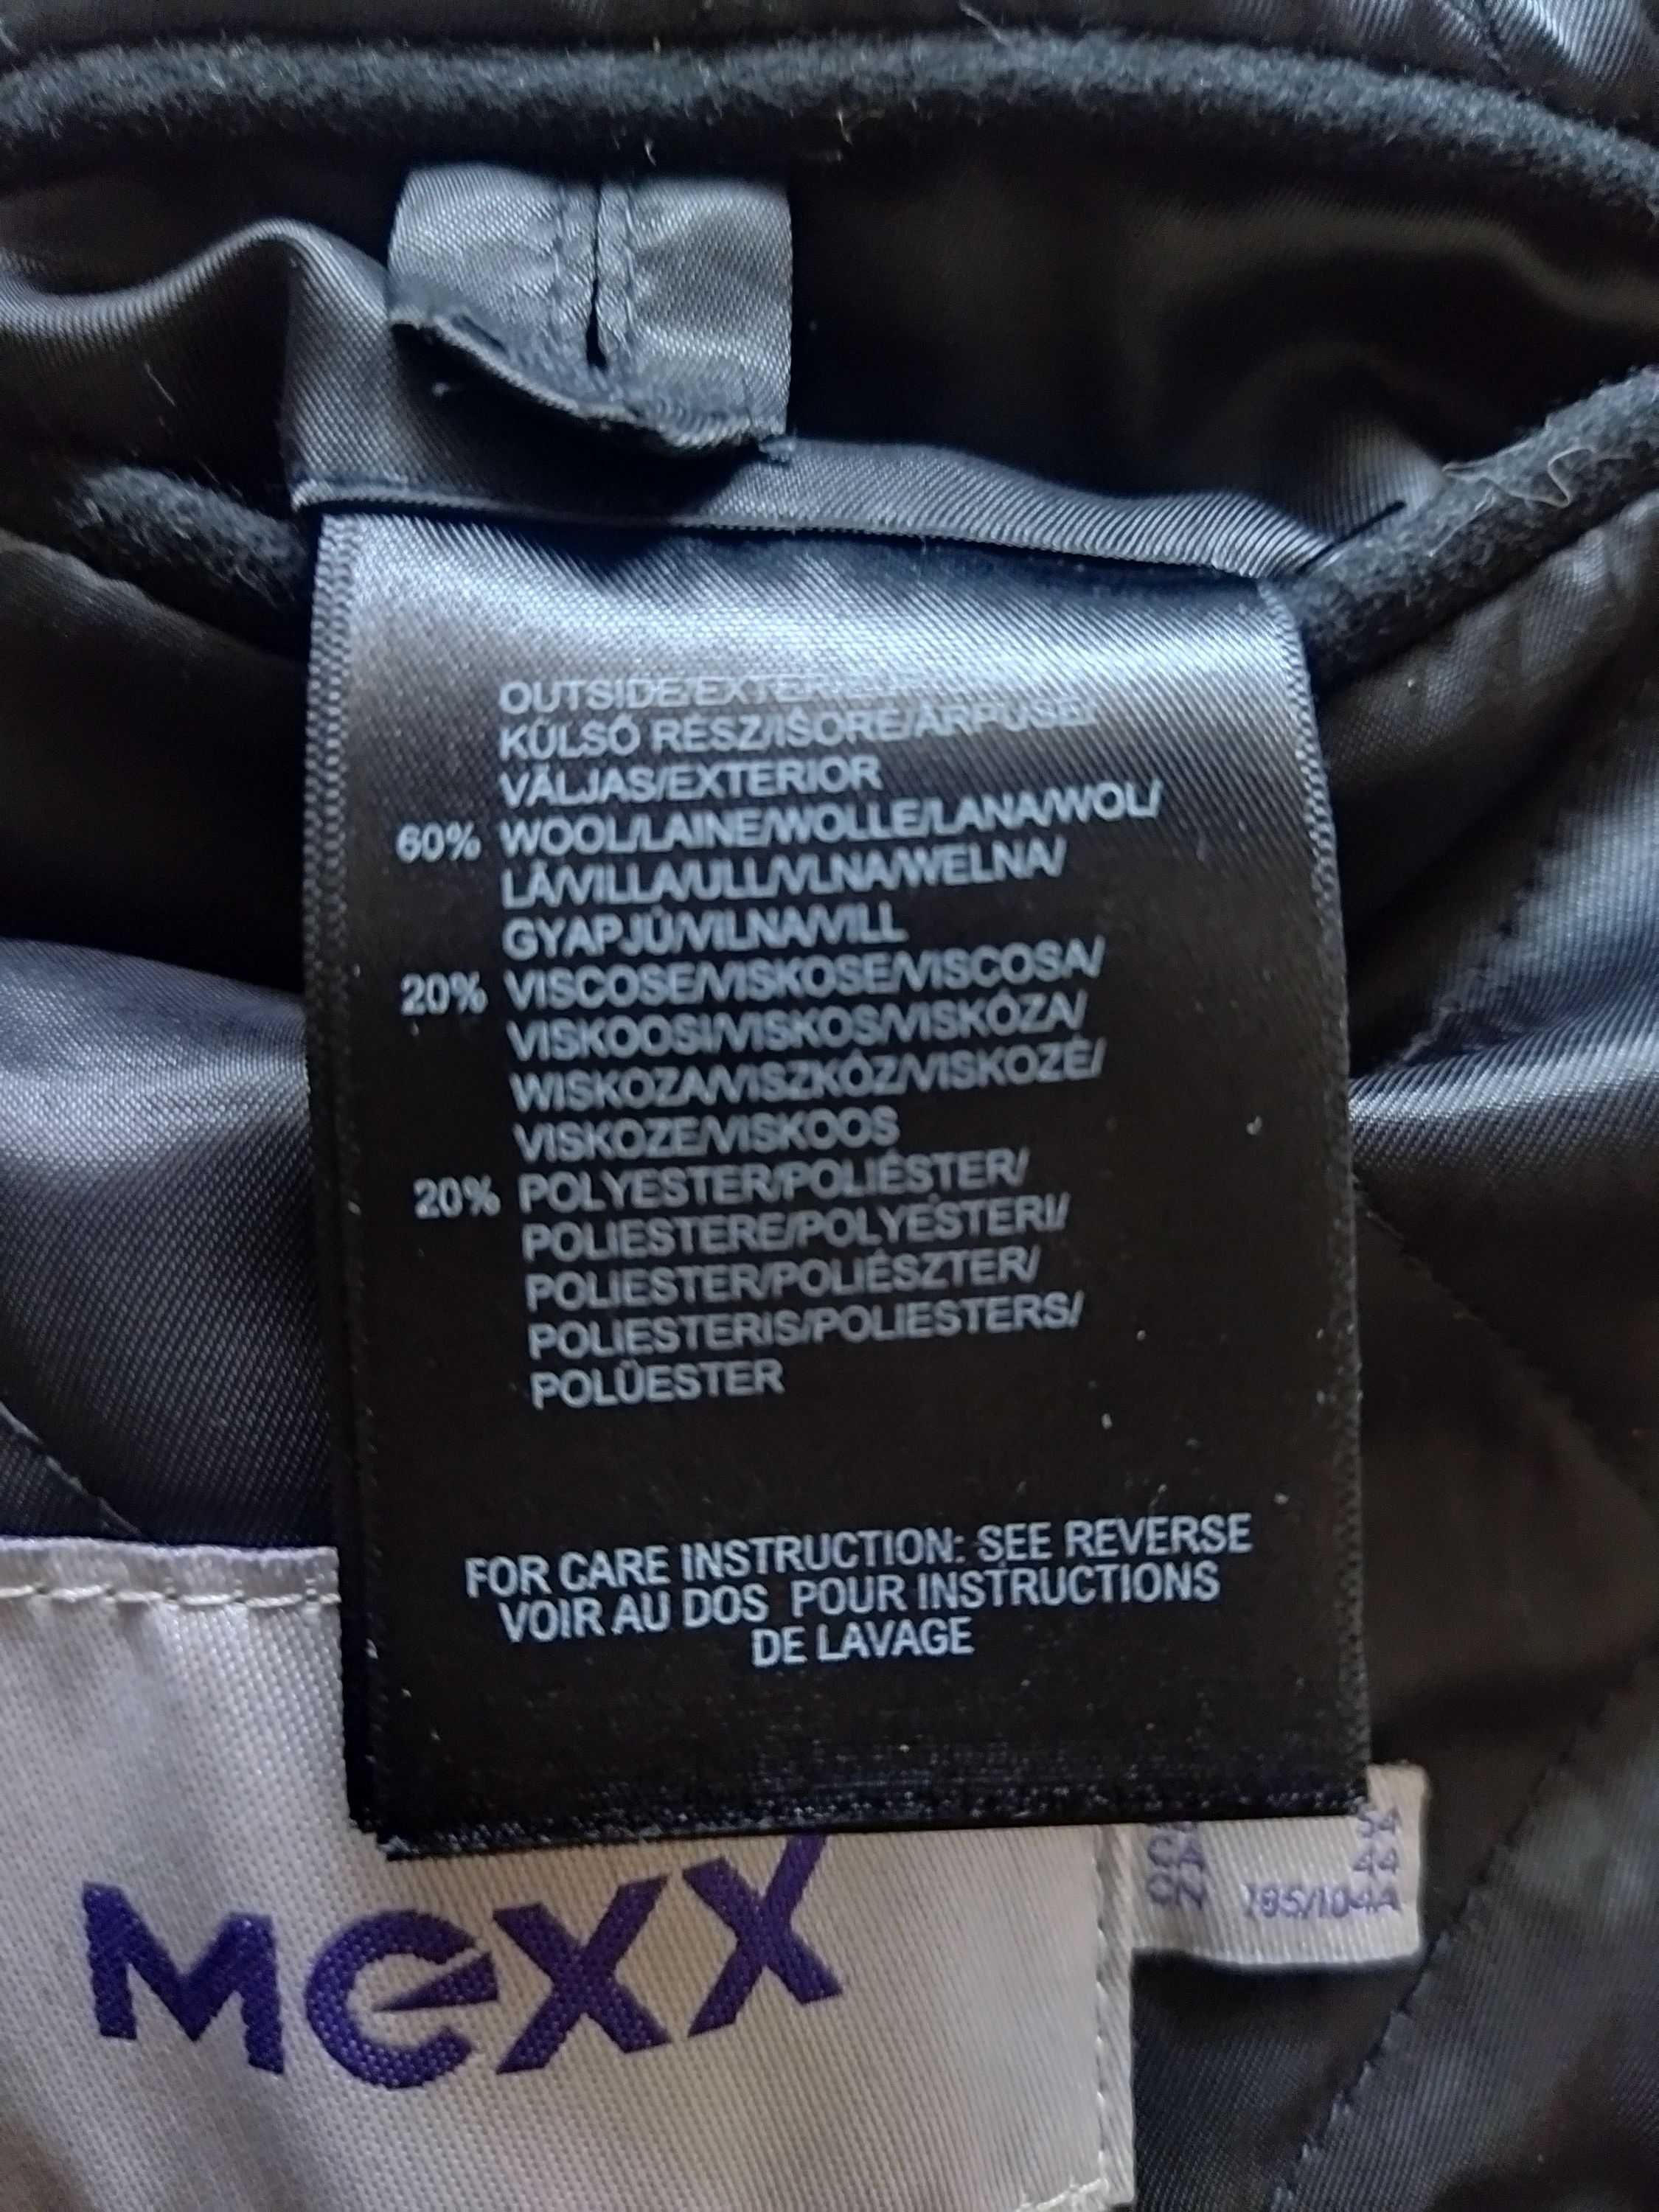 OUTSIDE/
KÜLSŐ RÉSZ/IŠORĖ/ĀRPUSE/
VÄLJAS/EXTERIOR
60% WOOL/LAINE/WOLLE/LANA/WOL/
LÃ/VILLA/ULL/VLNA/WELNA/
GYAPJÚ/VILNA/VILL
20% VISCOSE/VISKOSE/VISCOSA/
VISKOOSI/VISKOS/VISKÓZA/
WISKOZA/VISZKÓZ/VISKOZĖ/
VISKOZE/VISKOOS
20% POLYESTER/POLIÉSTER/
POLIESTERE/POLYESTERI/
POLIESTER/POLIÉSZTER/
POLIESTERIS/POLIESTERS/
POLÜESTER
FOR CARE INSTRUCTION: SEE REVERSE
VOIR AU DOS POUR INSTRUCTIONS
DE LAVAGE
CA 44
CN 185/104A
MEXX